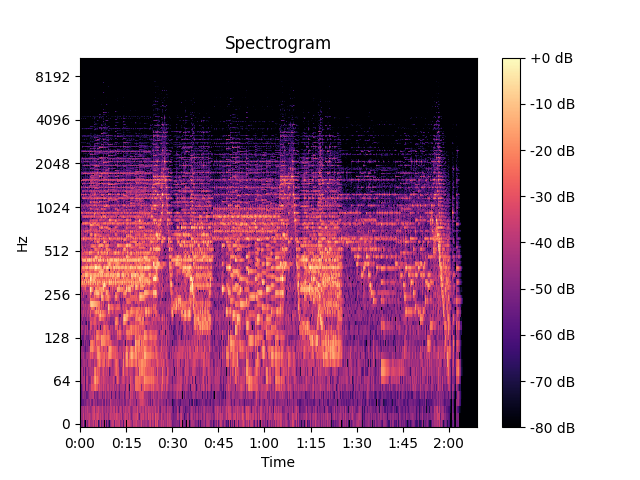 Spectrogram
Hz
8192
4096
2048
1024
512
256
128
64
0
0:00 0:15 0:30 0:45 1:00 1:15 1:30 1:45 2:00
Time
+0 dB
-10 dB
-20 dB
-30 dB
-40 dB
-50 dB
-60 dB
-70 dB
-80 dB